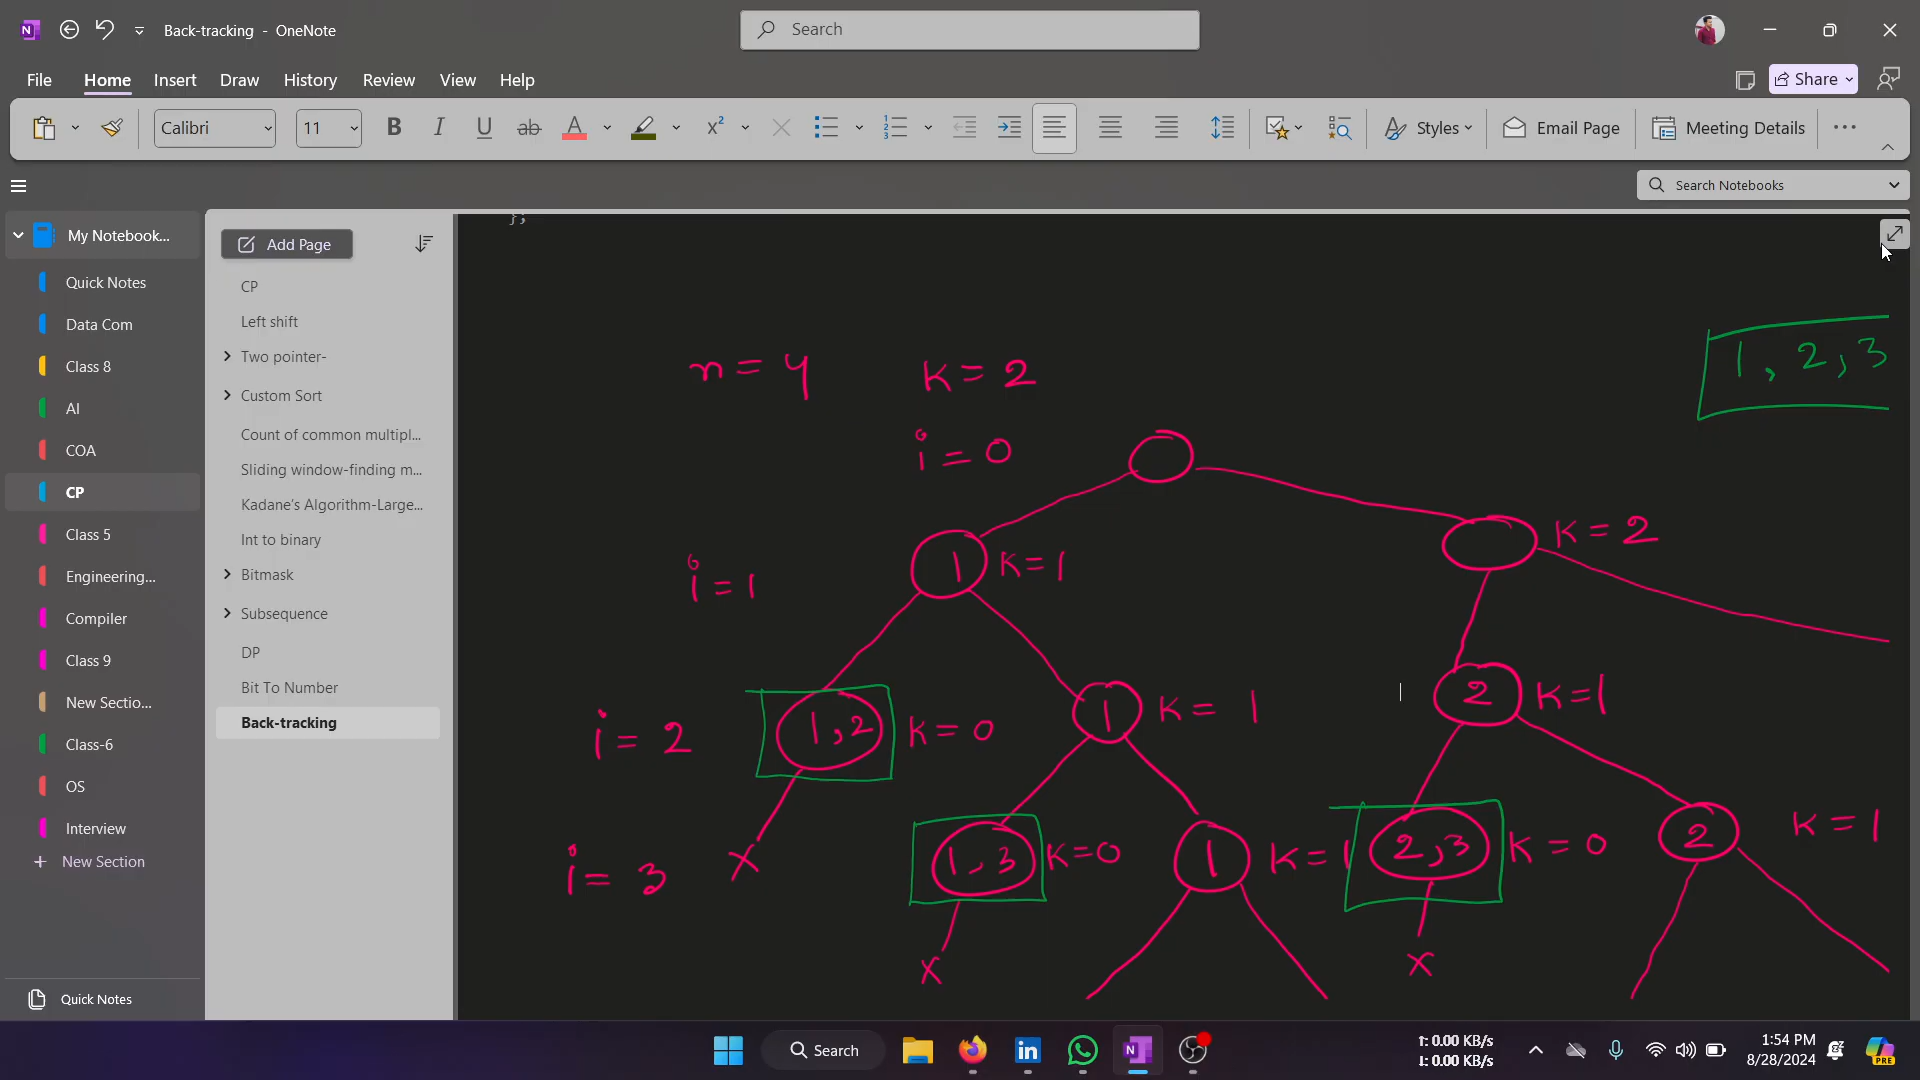 Back-tracking - OneNote
Search
File Home Insert Draw History Review View Help
Share
Calibri 11 B I U ab A x² Styles Email Page Meeting Details
Search Notebooks
My Notebook...
Quick Notes
Data Com
Class 8
AI
COA
CP
Class 5
Engineering...
Compiler
Class 9
New Sectio...
Class-6
OS
Interview
+ New Section
Quick Notes
Add Page
CP
Left shift
Two pointer-
Custom Sort
Count of common multipl...
Sliding window-finding m...
Kadane's Algorithm-Large...
Int to binary
Bitmask
Subsequence
DP
Bit To Number
Back-tracking
};
n = 4 k = 2
1, 2, 3
i = 0
i = 1 1 k = 1 k = 2
i = 2 1, 2 k = 0 1 k = 1 2 k = 1
i = 3 x 1, 3 k = 0 1 k = 1 2, 3 k = 0 2 k = 1
x x
Search
↑: 0.00 KB/s
↓: 0.00 KB/s
1:54 PM
8/28/2024
PRE